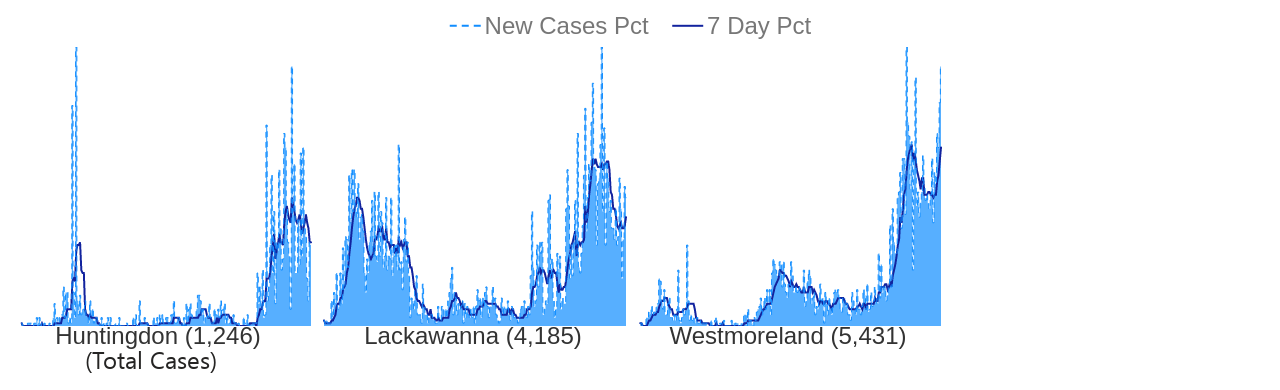 New Cases Pct 7 Day Pct
Huntingdon (1,246) Lackawanna (4,185) Westmoreland (5,431)
(Total Cases)